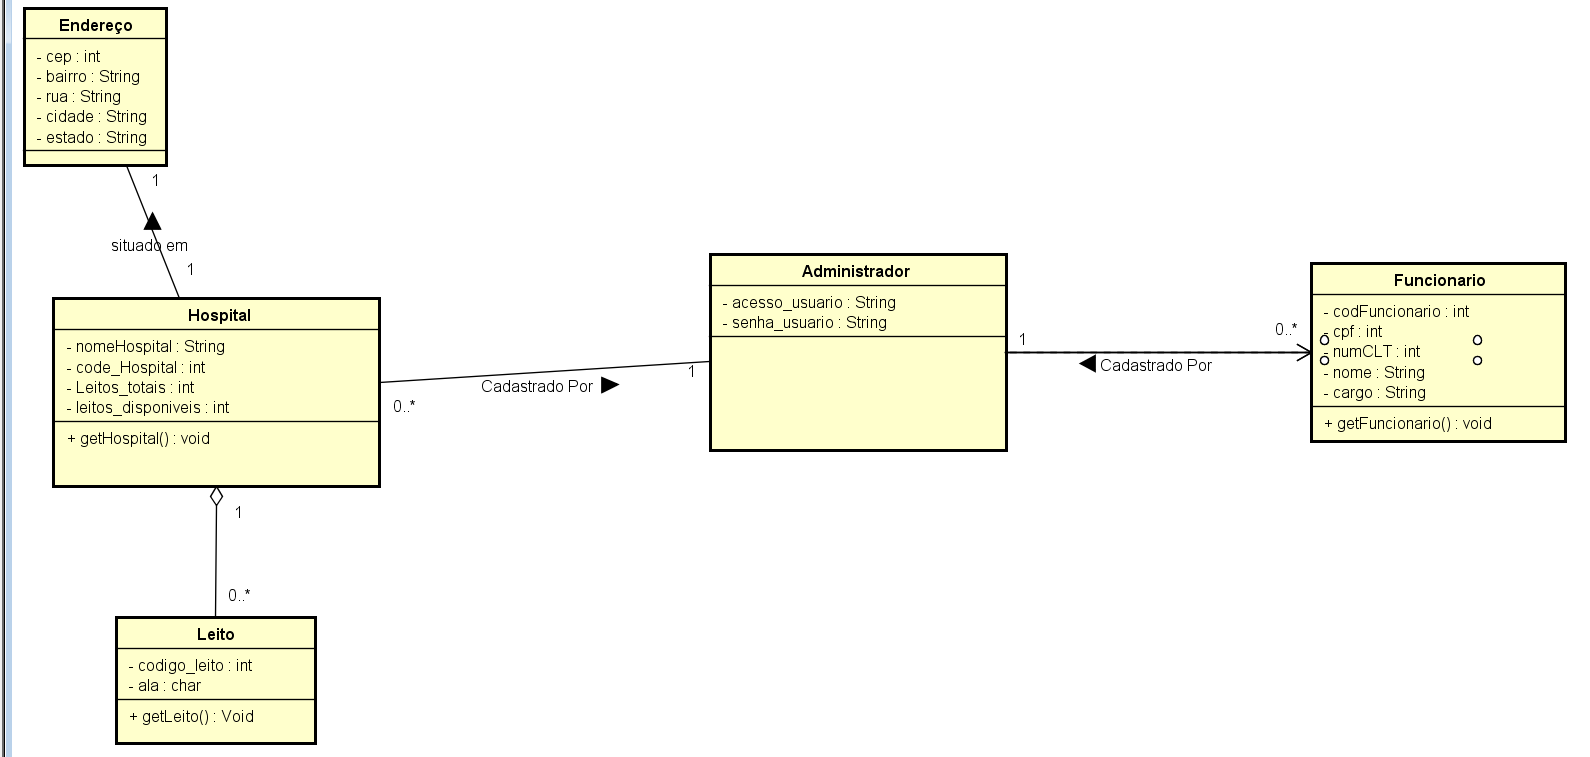 Endereço
- cep : int
- bairro : String
- rua : String
- cidade : String
- estado : String
1
situado em
1
Hospital
- nomeHospital : String
- code_Hospital : int
- Leitos_totais : int
- leitos_disponiveis : int
+ getHospital() : void
0..*
Cadastrado Por
1
Administrador
- acesso_usuario : String
- senha_usuario : String
1
Cadastrado Por
0..*
Funcionario
- codFuncionario : int
- cpf : int
- numCLT : int
- nome : String
- cargo : String
+ getFuncionario() : void
1
0..*
Leito
- codigo_leito : int
- ala : char
+ getLeito() : Void